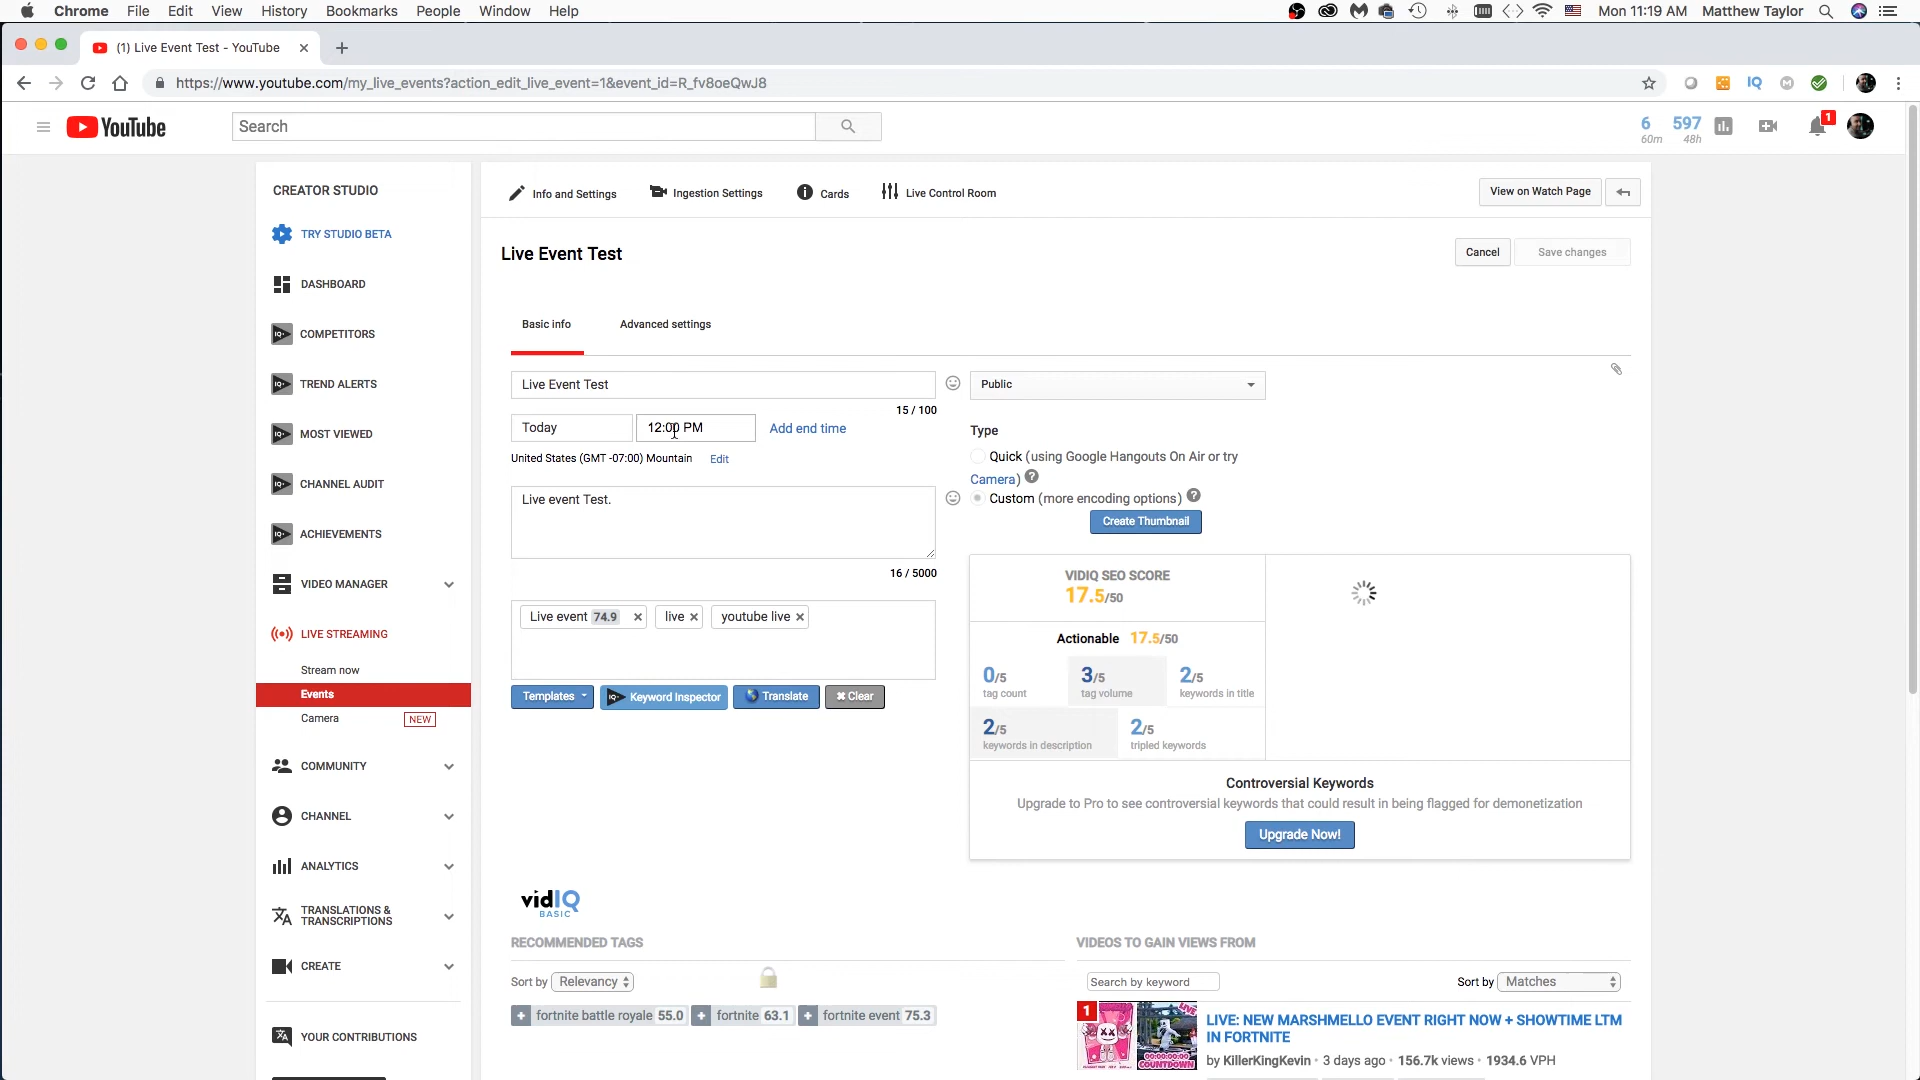 Chrome File Edit View History Bookmarks People Window Help
Mon 11:19 AM Matthew Taylor
(1) Live Event Test - YouTube
https://www.youtube.com/my_live_events?action_edit_live_event=1&event_id=R_fv8oeQwJ8
IQ
YouTube
Search
6 597
60m 48h
1
CREATOR STUDIO
TRY STUDIO BETA
DASHBOARD
COMPETITORS
TREND ALERTS
MOST VIEWED
CHANNEL AUDIT
ACHIEVEMENTS
VIDEO MANAGER
LIVE STREAMING
Stream now
Events
Camera NEW
COMMUNITY
CHANNEL
ANALYTICS
TRANSLATIONS &
TRANSCRIPTIONS
CREATE
YOUR CONTRIBUTIONS
Info and Settings Ingestion Settings Cards Live Control Room
View on Watch Page
Live Event Test
Cancel Save changes
Basic info Advanced settings
Live Event Test
15 / 100
Today 12:00 PM Add end time
United States (GMT -07:00) Mountain Edit
Live event Test.
16 / 5000
Live event 74.9 × live × youtube live ×
Templates Keyword Inspector Translate Clear
Public
Type
Quick (using Google Hangouts On Air or try
Camera) ?
Custom (more encoding options) ?
Create Thumbnail
VIDIQ SEO SCORE
17.5/50
Actionable 17.5/50
0/5 3/5 2/5
tag count tag volume keywords in title
2/5 2/5
keywords in description tripled keywords
Controversial Keywords
Upgrade to Pro to see controversial keywords that could result in being flagged for demonetization
Upgrade Now!
vidIQ
BASIC
RECOMMENDED TAGS
Sort by Relevancy
+ fortnite battle royale 55.0 + fortnite 63.1 + fortnite event 75.3
VIDEOS TO GAIN VIEWS FROM
Search by keyword Sort by Matches
1
LIVE
00:00:00:00
COUNTDOWN
LIVE: NEW MARSHMELLO EVENT RIGHT NOW + SHOWTIME LTM
IN FORTNITE
by KillerKingKevin · 3 days ago · 156.7k views · 1934.6 VPH